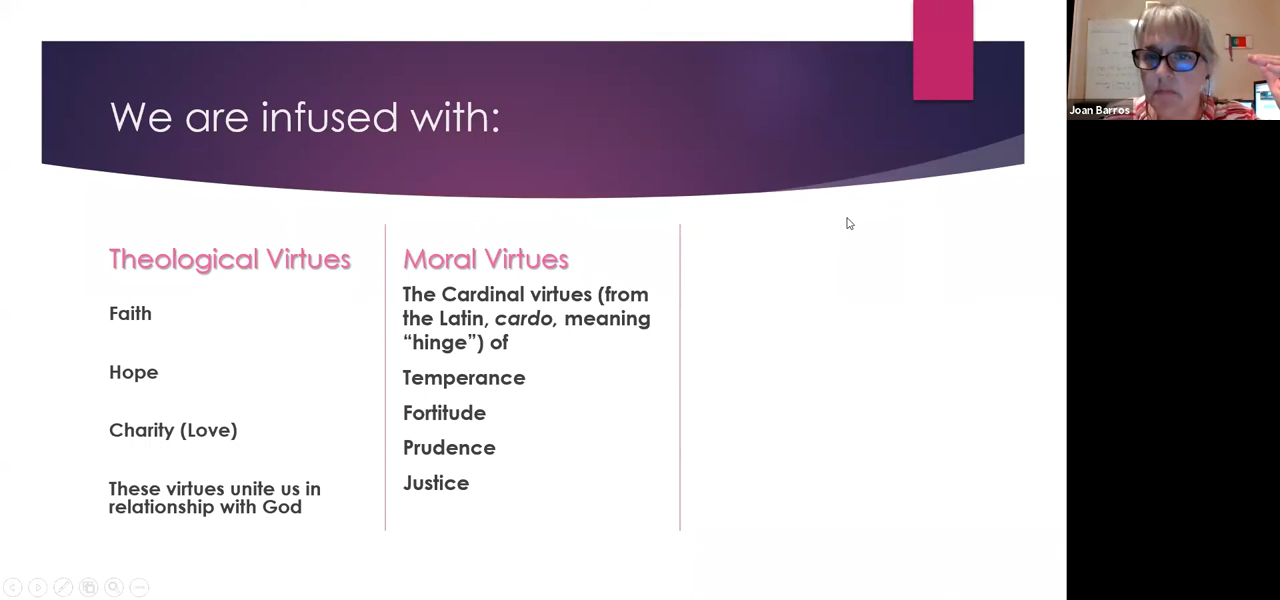 We are infused with:
Theological Virtues
Faith
Hope
Charity (Love)
These virtues unite us in
relationship with God
Moral Virtues
The Cardinal virtues (from
the Latin, cardo, meaning
“hinge”) of
Temperance
Fortitude
Prudence
Justice
Joan Barros